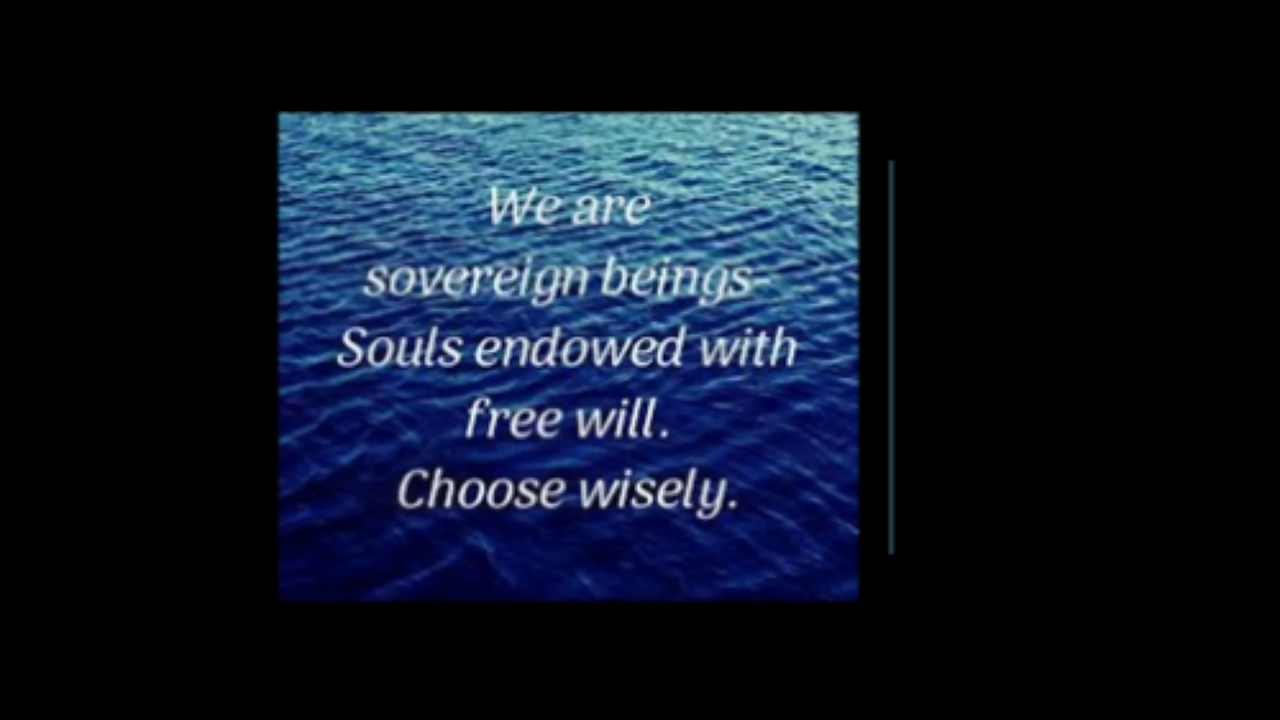 We are
sovereign beings-
Souls endowed with
free will.
Choose wisely.